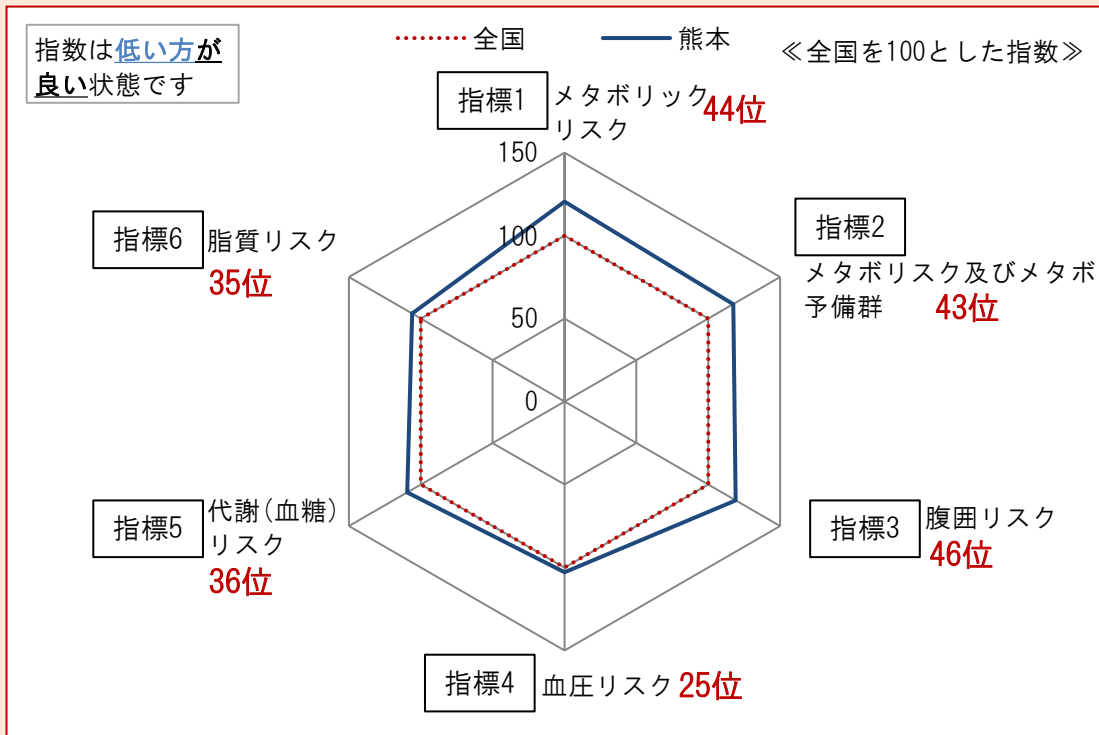 指数は低い方が
良い状態です
全国
熊本
≪全国を100とした指数≫
指標1
メタボリック
リスク
44位
150
100
50
0
指標2
メタボリスク及びメタボ
予備群
43位
指標3
腹囲リスク
46位
指標4
血圧リスク
25位
指標5
代謝(血糖)
リスク
36位
指標6
脂質リスク
35位